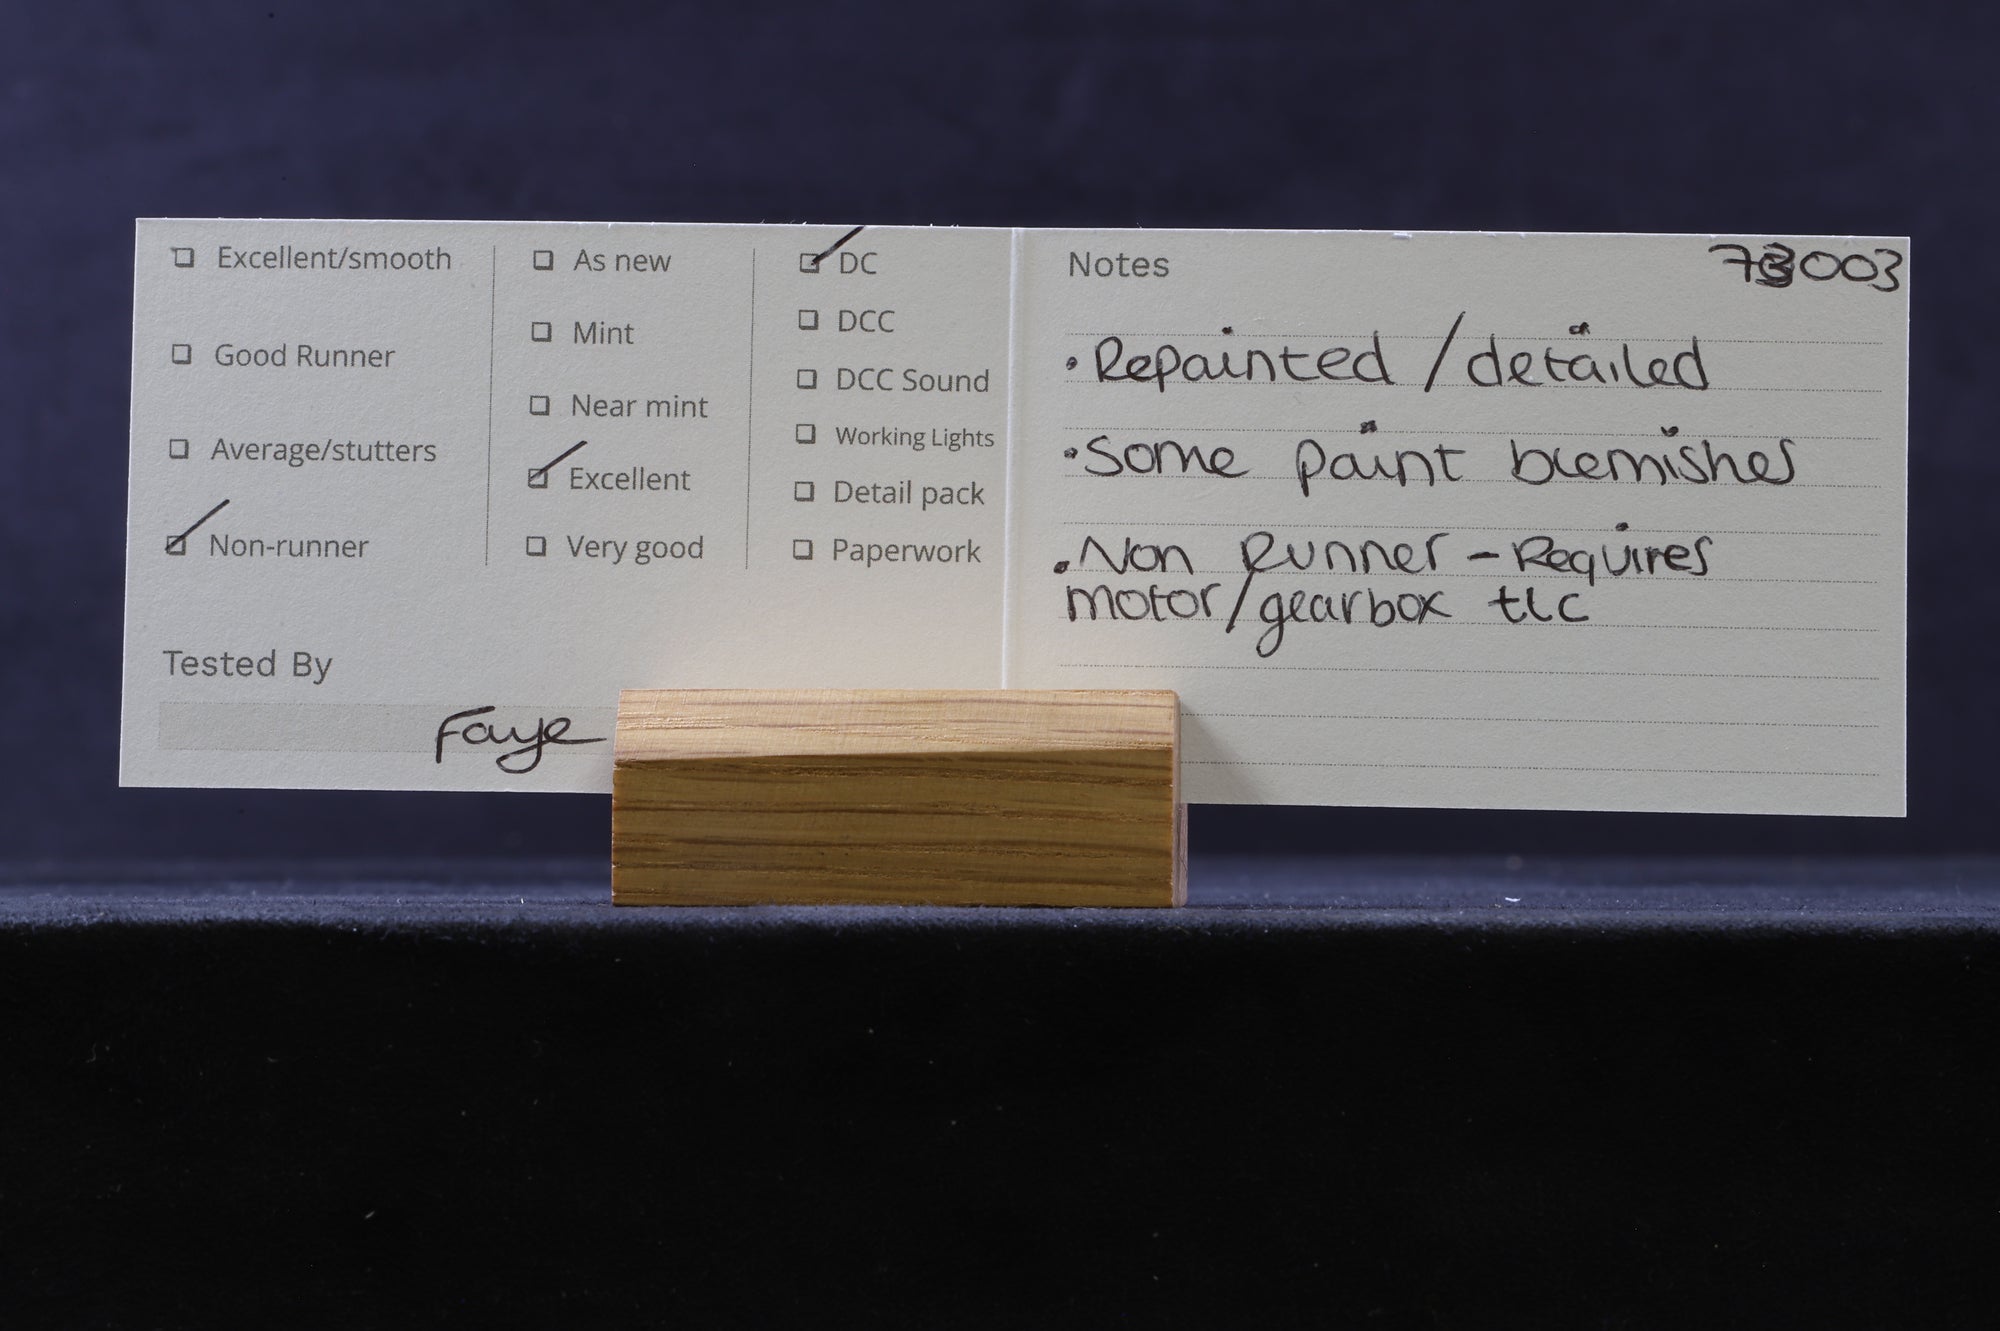 Excellent/smooth
Good Runner
Average/stutters
Non-runner
As new
Mint
Near mint
Excellent
Very good
DC
DCC
DCC Sound
Working Lights
Detail pack
Paperwork
Tested By
Faye
Notes
73003
• Repainted / detailed
• Some paint blemishes
• Non Runner - Requires
motor/gearbox tlc